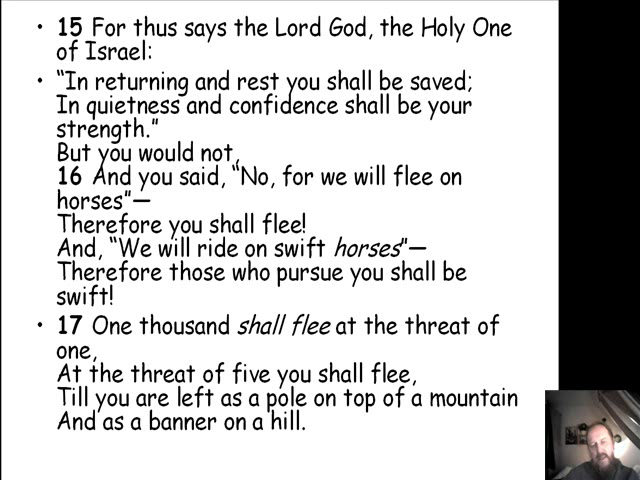 • 15 For thus says the Lord God, the Holy One
of Israel:
• “In returning and rest you shall be saved;
In quietness and confidence shall be your
strength.”
But you would not,
16 And you said, “No, for we will flee on
horses”—
Therefore you shall flee!
And, “We will ride on swift horses”—
Therefore those who pursue you shall be
swift!
• 17 One thousand shall flee at the threat of
one,
At the threat of five you shall flee,
Till you are left as a pole on top of a mountain
And as a banner on a hill.